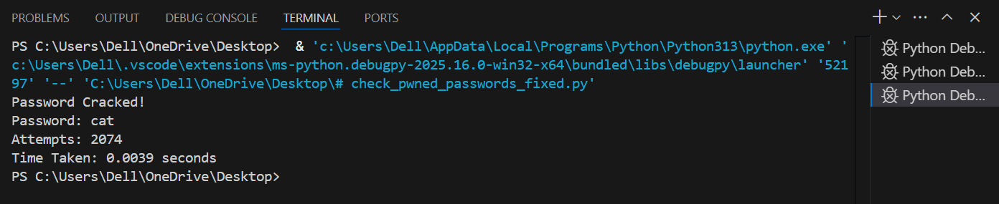 PROBLEMS OUTPUT DEBUG CONSOLE TERMINAL PORTS
PS C:\Users\Dell\OneDrive\Desktop>  & 'c:\Users\Dell\AppData\Local\Programs\Python\Python313\python.exe' '
c:\Users\Dell\.vscode\extensions\ms-python.debugpy-2025.16.0-win32-x64\bundled\libs\debugpy\launcher' '521
97' '--' 'C:\Users\Dell\OneDrive\Desktop\# check_pwned_passwords_fixed.py'
Password Cracked!
Password: cat
Attempts: 2074
Time Taken: 0.0039 seconds
PS C:\Users\Dell\OneDrive\Desktop>
Python Deb...
Python Deb...
Python Deb...